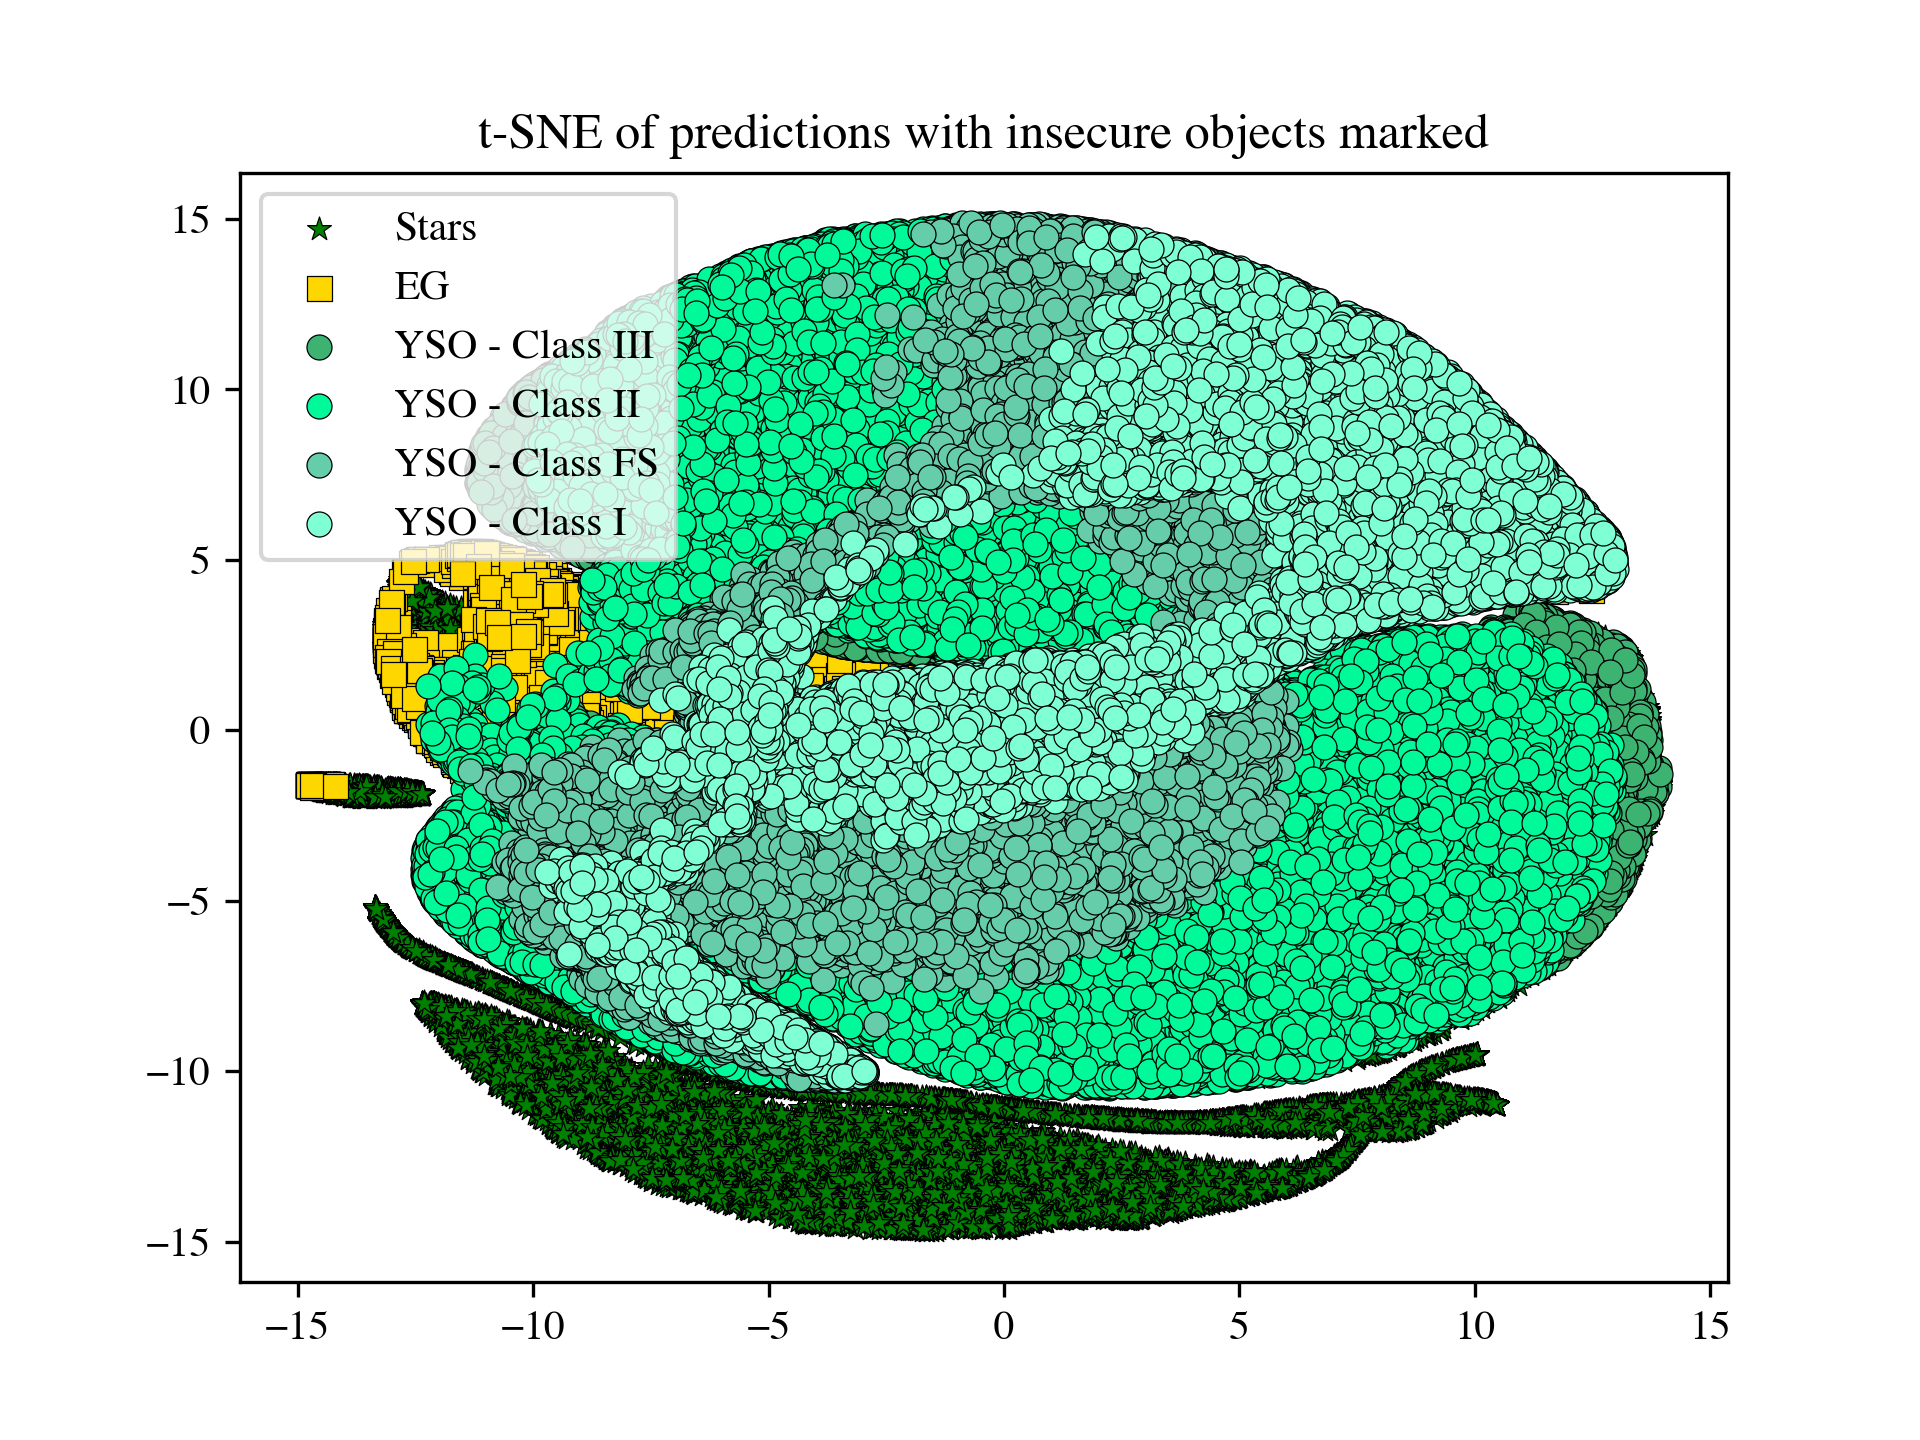 t-SNE of predictions with insecure objects marked
Stars
EG
YSO - Class III
YSO - Class II
YSO - Class FS
YSO - Class I
15
10
5
0
−5
−10
−15
−15 −10 −5 0 5 10 15